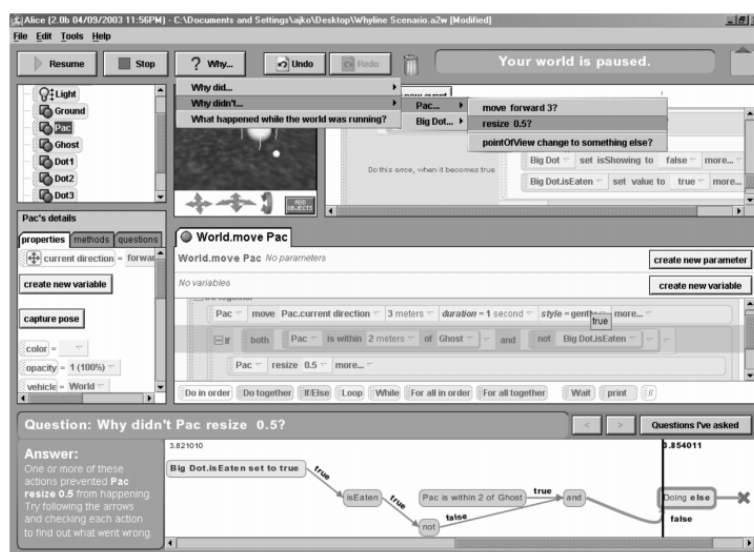 Alice (2.0b 04/09/2003 11:56PM) - C:\Documents and Settings\ajko\Desktop\Whyline Scenario.a2w [Modified]
File Edit Tools Help
Resume Stop ? Why... Undo Redo Your world is paused.
Why did...
Why didn't...
What happened while the world was running?
Pac...
Big Dot...
move forward 3?
resize 0.5?
pointOfView change to something else?
Light
Ground
Pac
Ghost
Dot1
Dot2
Dot3
ADD OBJECTS
Do this once, when it becomes true
Big Dot set isShowing to false more...
Big Dot.isEaten set value to true more...
Pac's details
properties methods questions
current direction = forwar
create new variable
capture pose
color =
opacity = 1 (100%)
vehicle = World
World.move Pac
World.move Pac No parameters
create new parameter
No variables
create new variable
Do together
Pac move Pac.current direction 3 meters duration = 1 second style = gently more...
true
If both Pac is within 2 meters of Ghost and not Big Dot.isEaten
Pac resize 0.5 more...
Do in order Do together If/Else Loop While For all in order For all together Wait print //
Question: Why didn't Pac resize 0.5?
< > Questions I've asked
Answer:
One or more of these
actions prevented Pac
resize 0.5 from happening.
Try following the arrows
and checking each action
to find out what went wrong.
3.821010
3.854011
Big Dot.isEaten set to true
true
isEaten
true
not
false
Pac is within 2 of Ghost
true
and
false
Doing else